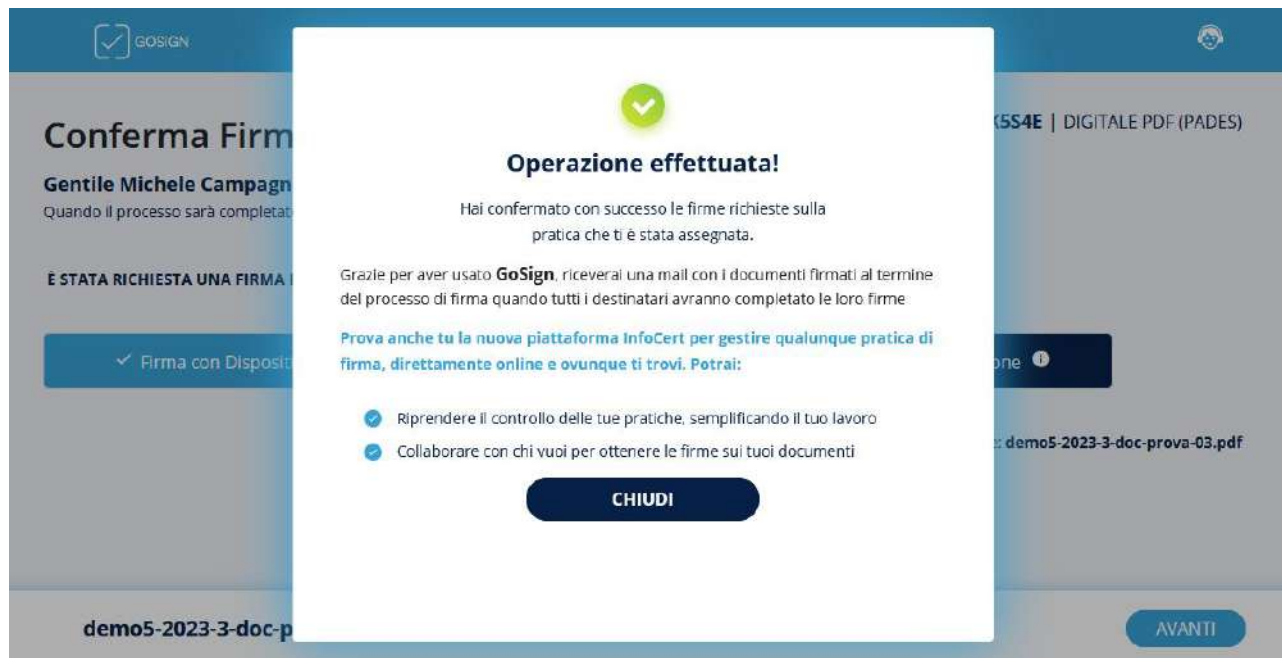 GOSIGN
Conferma Firm
K5S4E | DIGITALE PDF (PADES)
Gentile Michele Campagn
Quando il processo sarà completat
È STATA RICHIESTA UNA FIRMA
✓ Firma con Disposit
one
: demo5-2023-3-doc-prova-03.pdf
Operazione effettuata!
Hai confermato con successo le firme richieste sulla
pratica che ti è stata assegnata.
Grazie per aver usato GoSign, riceverai una mail con i documenti firmati al termine
del processo di firma quando tutti i destinatari avranno completato le loro firme
Prova anche tu la nuova piattaforma InfoCert per gestire qualunque pratica di
firma, direttamente online e ovunque ti trovi. Potrai:
Riprendere il controllo delle tue pratiche, semplificando il tuo lavoro
Collaborare con chi vuoi per ottenere le firme sui tuoi documenti
CHIUDI
demo5-2023-3-doc-p
AVANTI